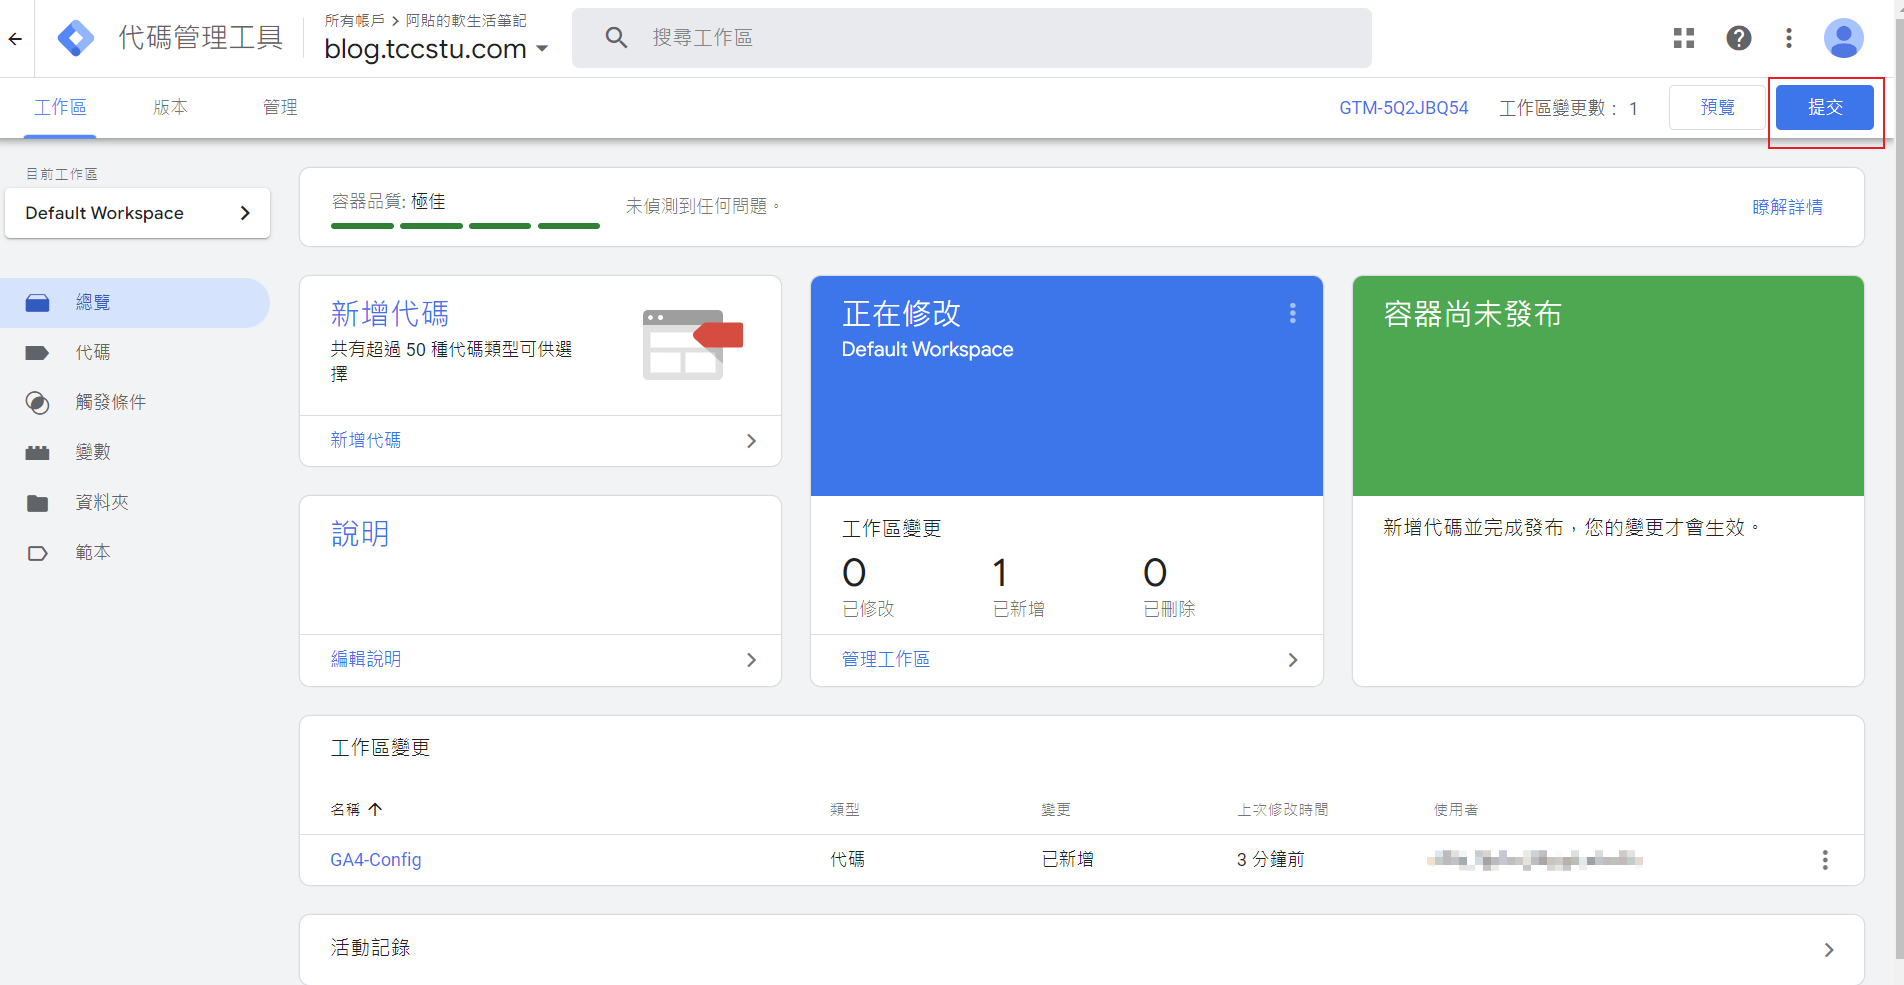 代碼管理工具
所有帳戶 > 阿貼的軟生活筆記
blog.tccstu.com
搜尋工作區
工作區
版本
管理
GTM-5Q2JBQ54
工作區變更數： 1
預覽
提交
目前工作區
Default Workspace
總覽
代碼
觸發條件
變數
資料夾
範本
容器品質: 極佳
未偵測到任何問題。
瞭解詳情
新增代碼
共有超過 50 種代碼類型可供選
擇
新增代碼
說明
編輯說明
正在修改
Default Workspace
工作區變更
0
已修改
1
已新增
0
已刪除
管理工作區
容器尚未發布
新增代碼並完成發布，您的變更才會生效。
工作區變更
名稱
類型
變更
上次修改時間
使用者
GA4-Config
代碼
已新增
3 分鐘前
活動記錄